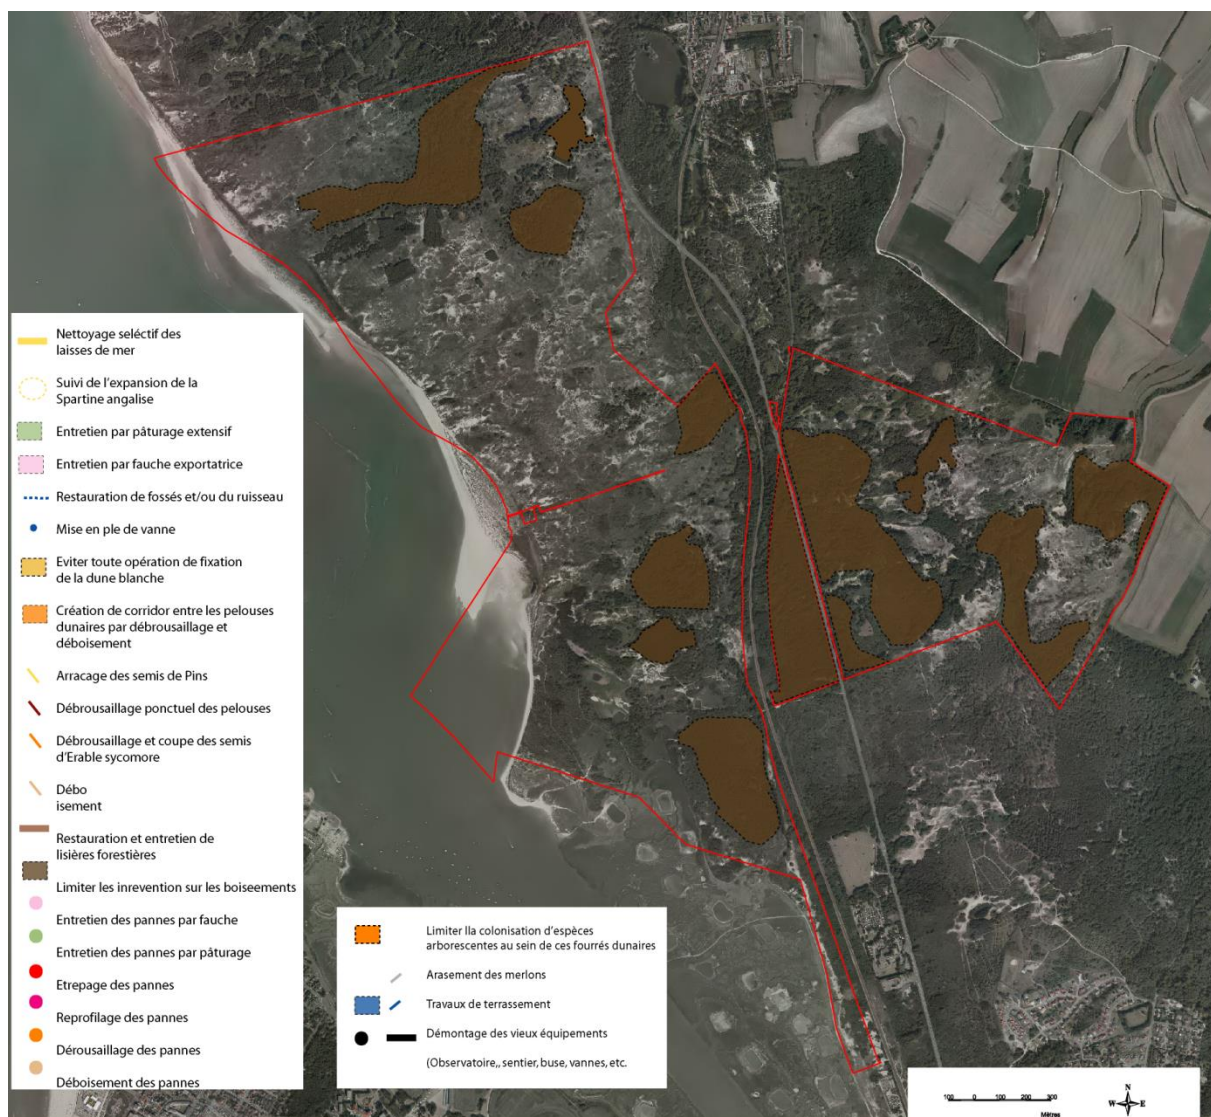 Nettoyage seléctif des
laisses de mer
Suivi de l'expansion de la
Spartine angalise
Entretien par pâturage extensif
Entretien par fauche exportatrice
Restauration de fossés et/ou du ruisseau
Mise en ple de vanne
Eviter toute opération de fixation
de la dune blanche
Création de corridor entre les pelouses
dunaires par débrousaillage et
déboisement
Arracage des semis de Pins
Débrousaillage ponctuel des pelouses
Débrousaillage et coupe des semis
d'Erable sycomore
Débo
isement
Restauration et entretien de
lisières forestières
Limiter les inrevention sur les boiseements
Entretien des pannes par fauche
Entretien des pannes par pâturage
Etrepage des pannes
Reprofilage des pannes
Dérousaillage des pannes
Déboisement des pannes
Limiter lla colonisation d'espèces
arborescentes au sein de ces fourrés dunaires
Arasement des merlons
Travaux de terrassement
Démontage des vieux équipements
(Observatoire,, sentier, buse, vannes, etc.
100 0 100 200 300
Mètres
N
W E
S